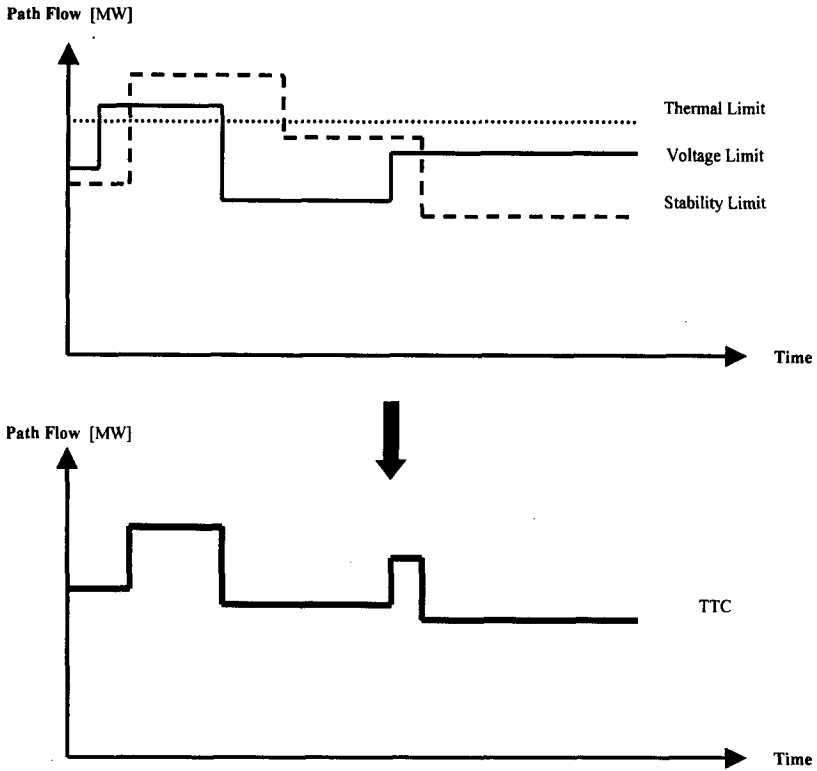 Path Flow [MW]
Thermal Limit
Voltage Limit
Stability Limit
Time
Path Flow [MW]
TTC
Time